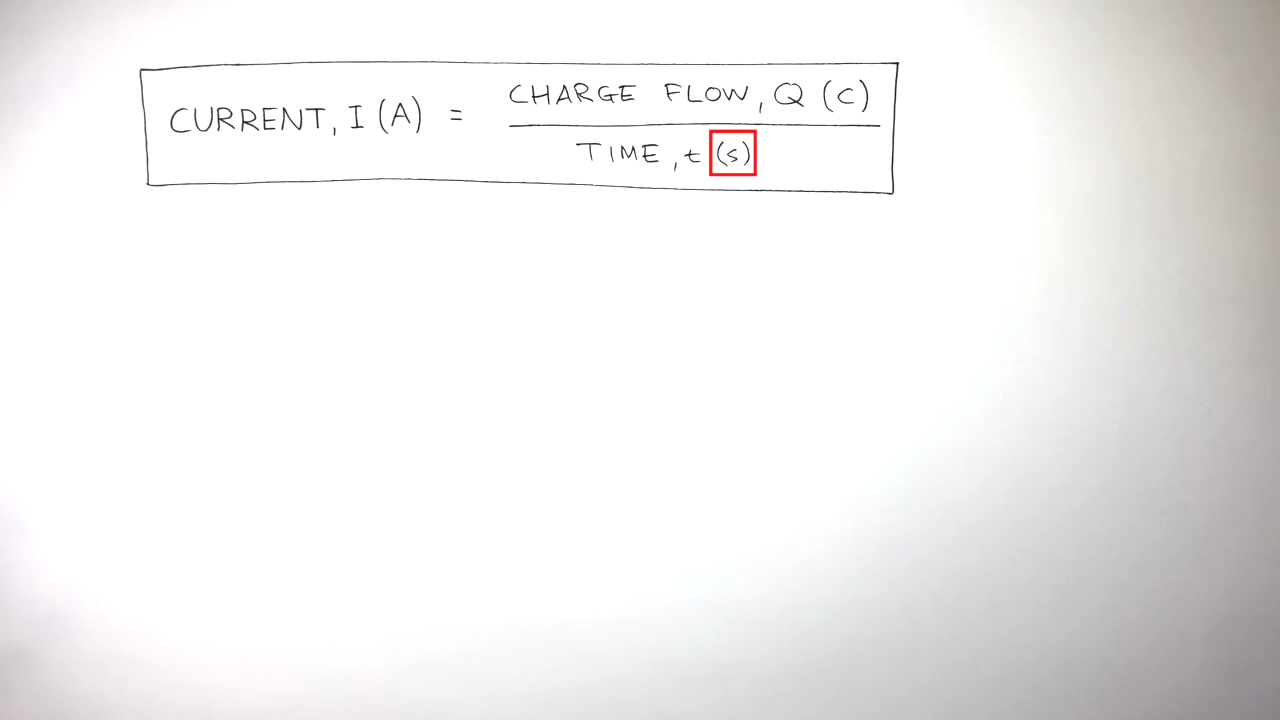 CURRENT, I (A) = CHARGE FLOW, Q (C)
TIME, t (s)